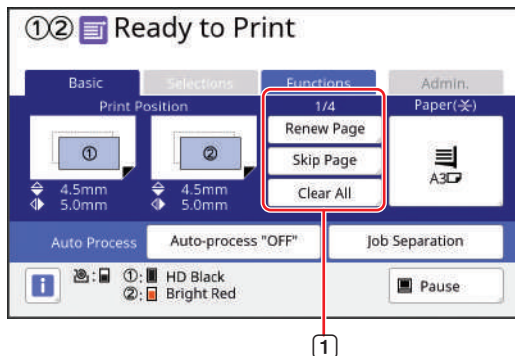 ①② Ready to Print
Basic
Selections
Functions
Admin.
Print Position
1/4
Paper(
)
①
②
Renew Page
Skip Page
Clear All
A3
4.5mm
5.0mm
4.5mm
5.0mm
Auto Process
Auto-process "OFF"
Job Separation
i
: ①: HD Black
②: Bright Red
Pause
1